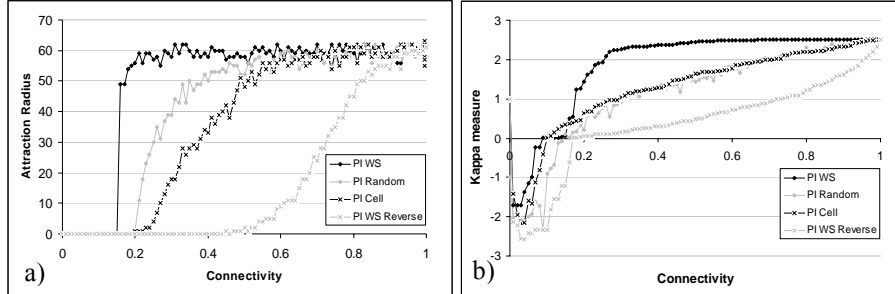 70
60
50
40
30
20
10
0
Attraction Radius
0 0.2 0.4 0.6 0.8 1
Connectivity
PI WS
PI Random
PI Cell
PI WS Reverse
a)
4
3
2
1
0
-1
-2
-3
Kappa measure
0 0.2 0.4 0.6 0.8 1
Connectivity
PI WS
PI Random
PI Cell
PI WS Reverse
b)